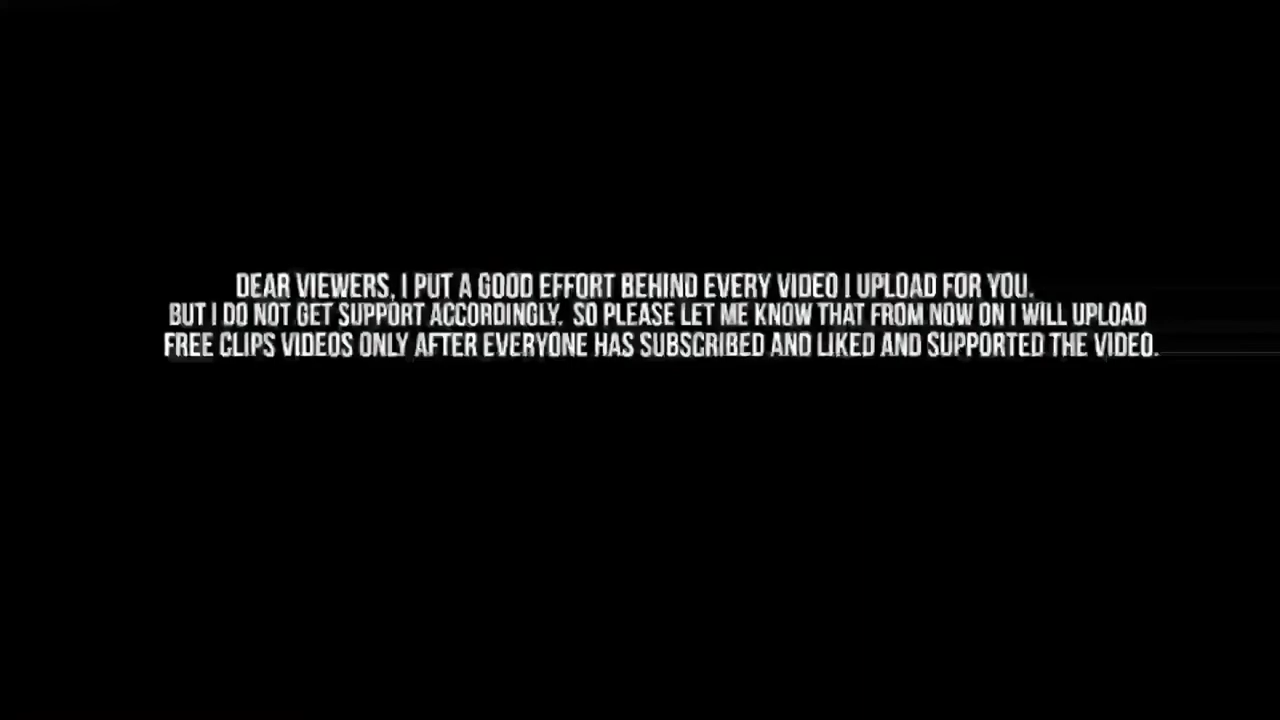 DEAR VIEWERS, I PUT A GOOD EFFORT BEHIND EVERY VIDEO I UPLOAD FOR YOU.
BUT I DO NOT GET SUPPORT ACCORDINGLY. SO PLEASE LET ME KNOW THAT FROM NOW ON I WILL UPLOAD
FREE CLIPS VIDEOS ONLY AFTER EVERYONE HAS SUBSCRIBED AND LIKED AND SUPPORTED THE VIDEO.